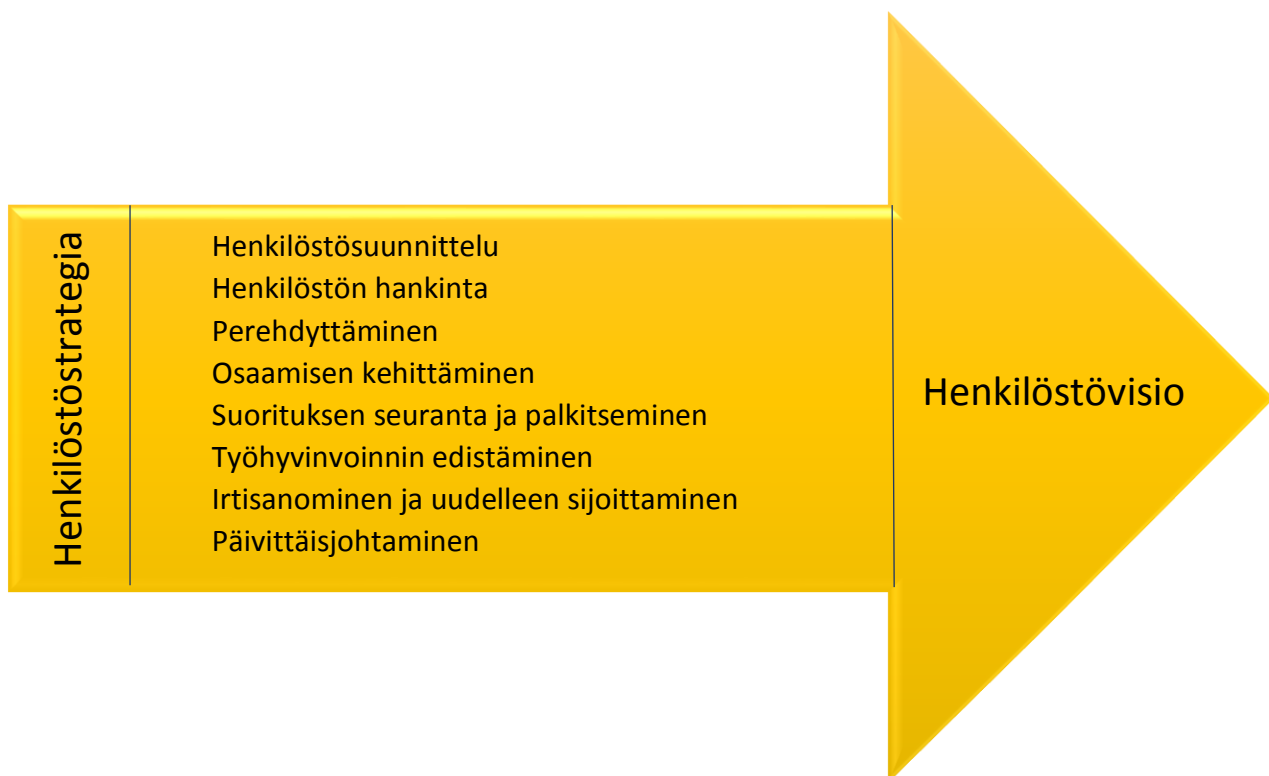 Henkilöstöstrategia
Henkilöstösuunnittelu
Henkilöstön hankinta
Perehdyttäminen
Osaamisen kehittäminen
Suorituksen seuranta ja palkitseminen
Työhyvinvoinnin edistäminen
Irtisanominen ja uudelleen sijoittaminen
Päivittäisjohtaminen
Henkilöstövisio